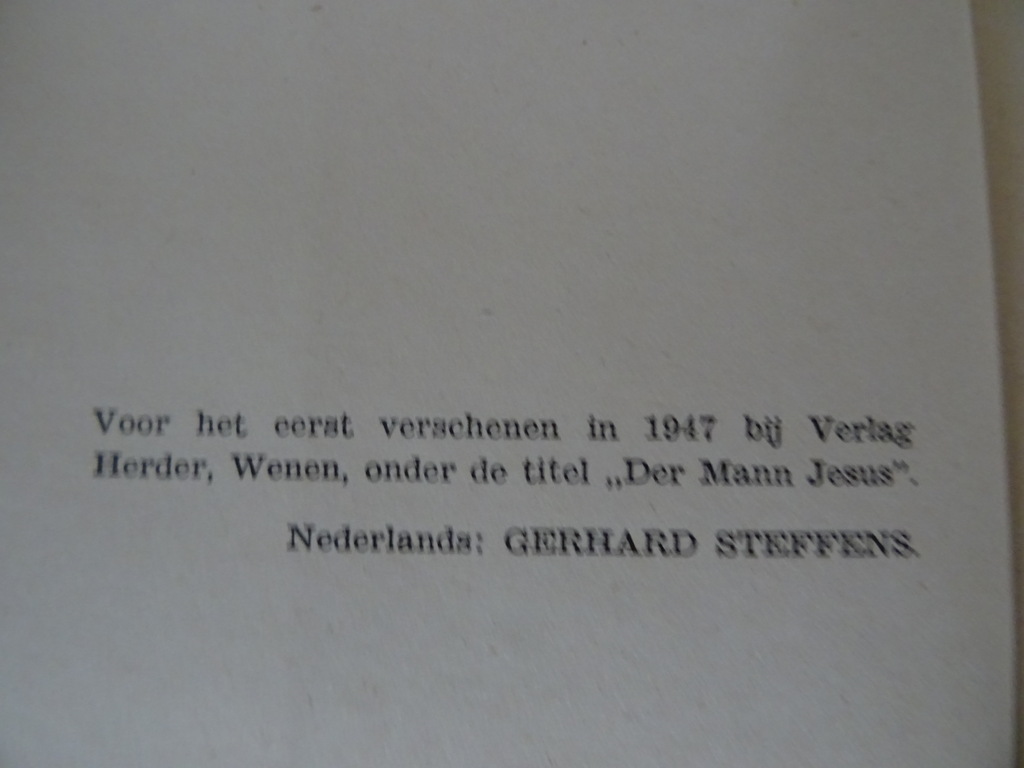 Voor het eerst verschenen in 1947 bij Verlag
Herder, Wenen, onder de titel „Der Mann Jesus”.
Nederlands: GERHARD STEFFENS.